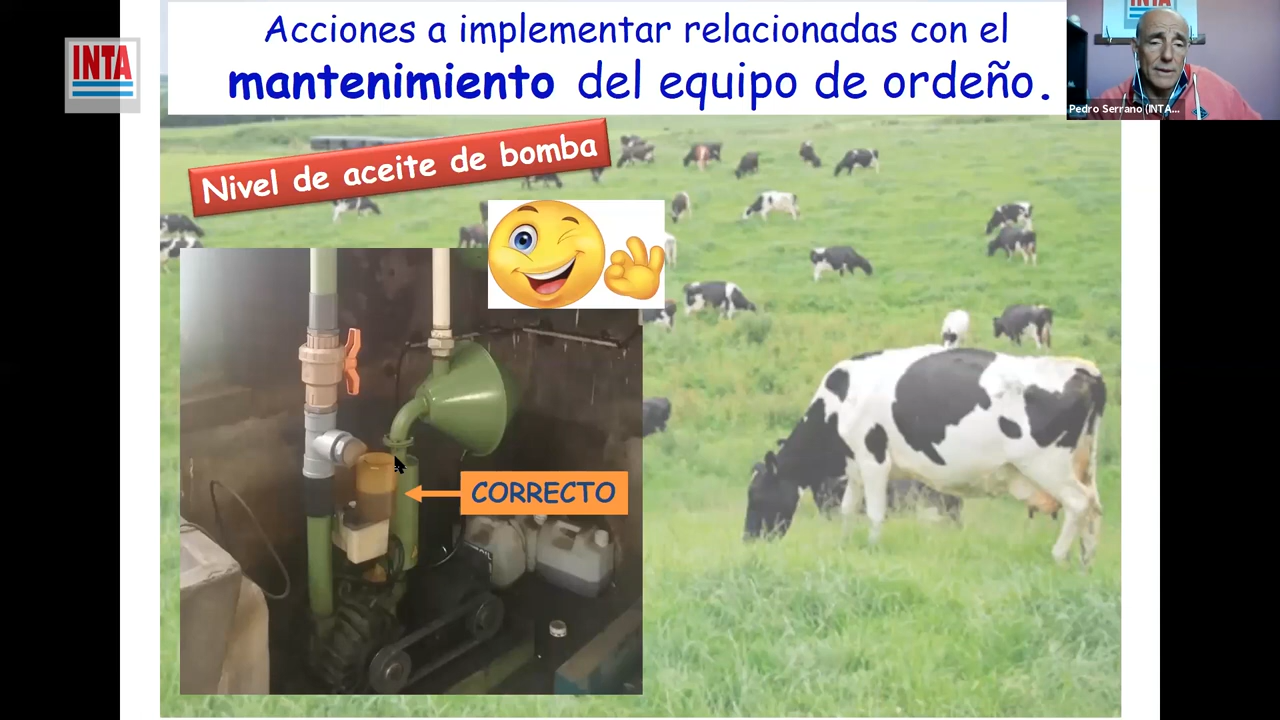 Acciones a implementar relacionadas con el
mantenimiento del equipo de ordeño.
INTA
INTA
Pedro Serrano (INTA...
Nivel de aceite de bomba
CORRECTO